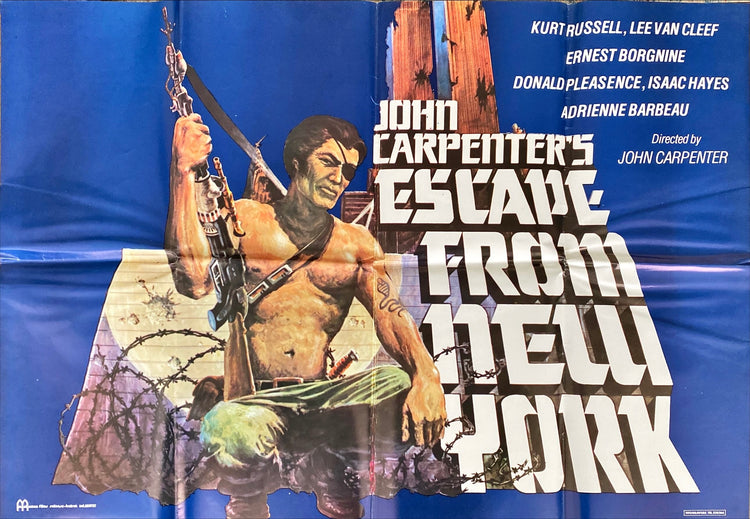 KURT RUSSELL, LEE VAN CLEEF
ERNEST BORGNINE
DONALD PLEASENCE, ISAAC HAYES
ADRIENNE BARBEAU
Directed by
JOHN CARPENTER
JOHN
CARPENTER'S
ESCAPE
FROM
NEW
YORK